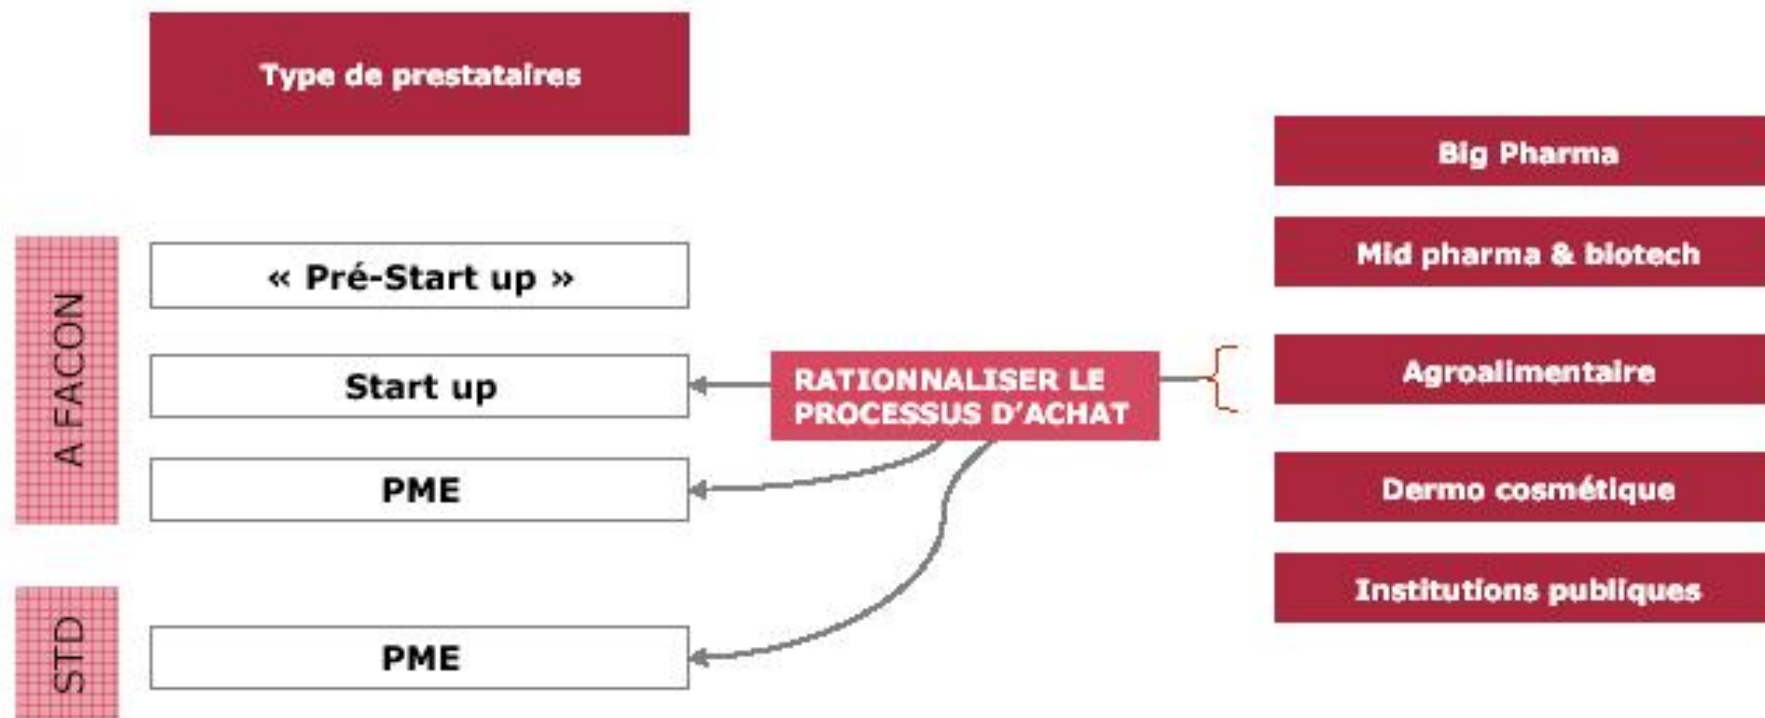 Type de prestataires
A FACON
« Pré-Start up »
Start up
PME
STD
PME
RATIONNALISER LE
PROCESSUS D’ACHAT
Big Pharma
Mid pharma & biotech
Agroalimentaire
Dermo cosmétique
Institutions publiques